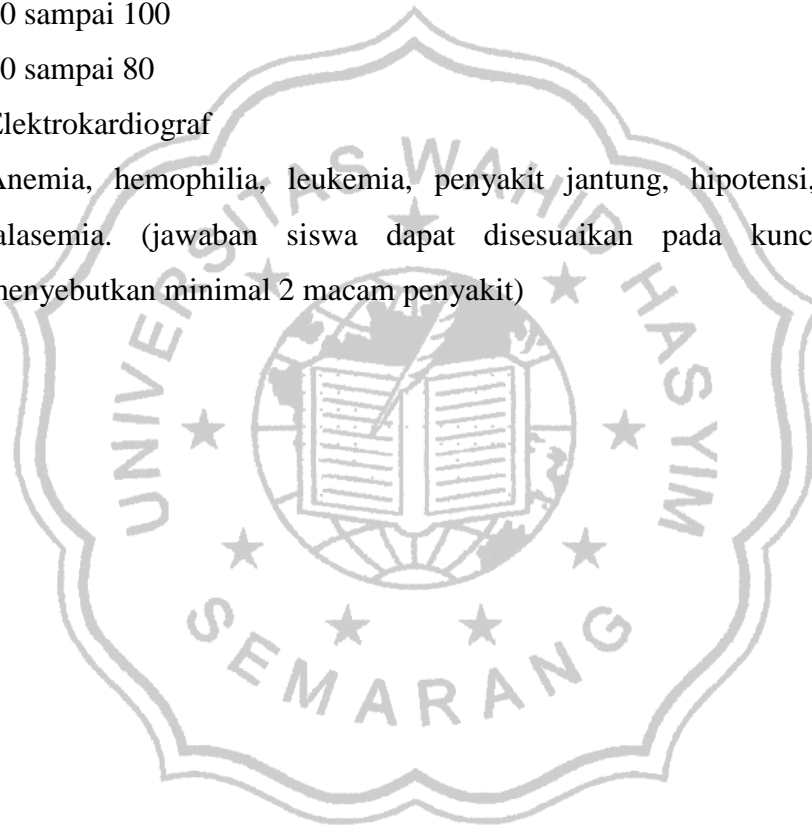 0 sampai 100
0 sampai 80
Elektrokardiograf
Anemia, hemophilia, leukemia, penyakit jantung, hipotensi,
alasemia. (jawaban siswa dapat disesuaikan pada kunc
menyebutkan minimal 2 macam penyakit)
UNIVERSITAS WAHID HASYIM
SEMARANG